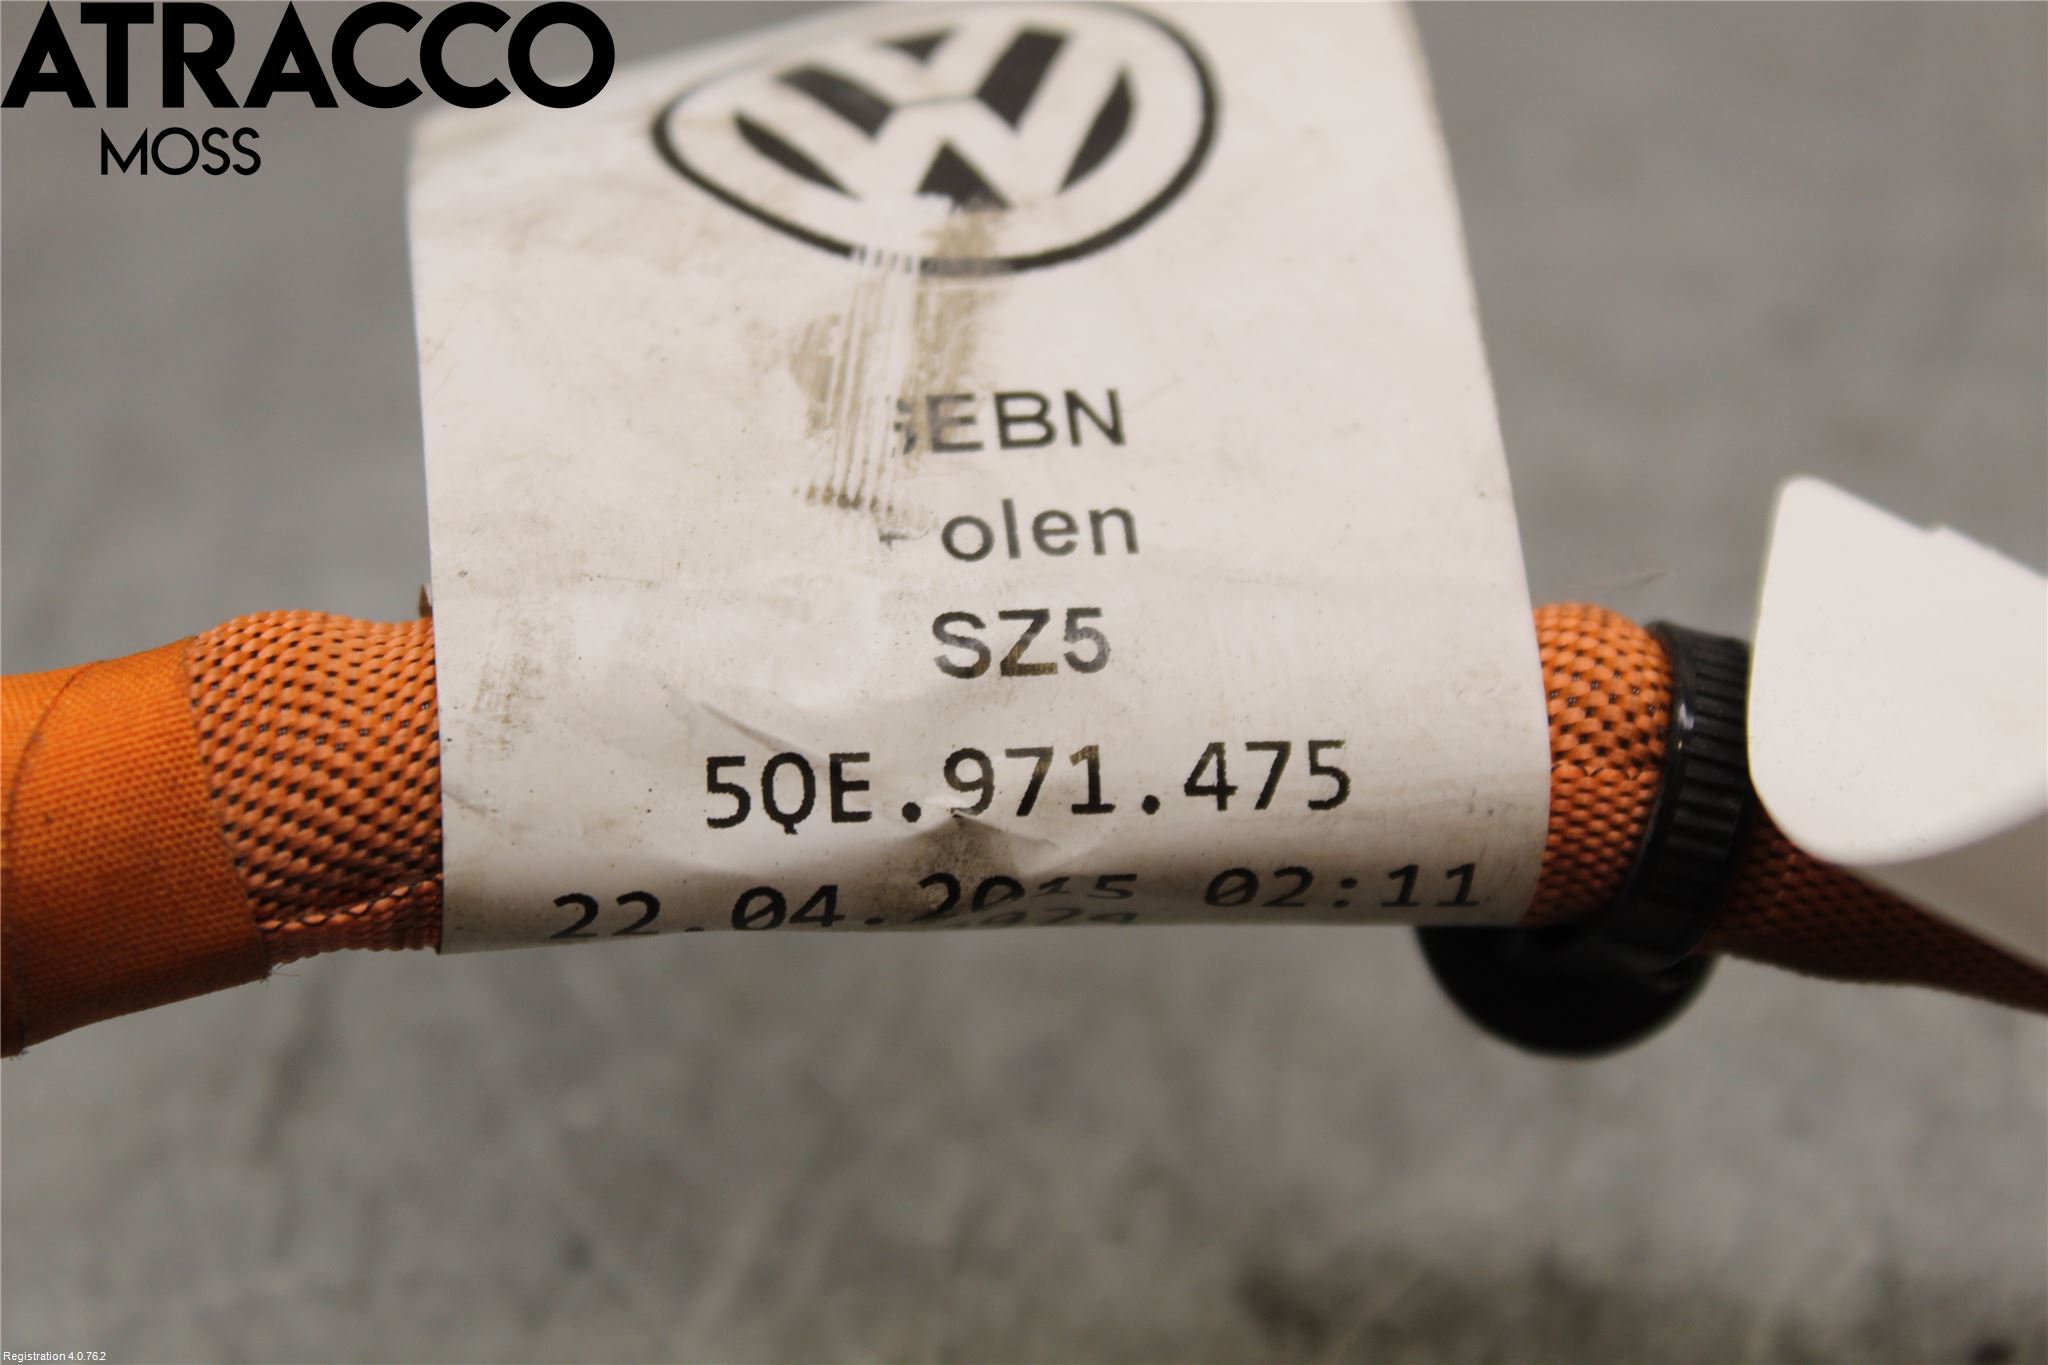 ATRACCO
MOSS
EBN
olen
SZ5
5QE.971.475
22.04.2015 02:11
Registration 4.0.762